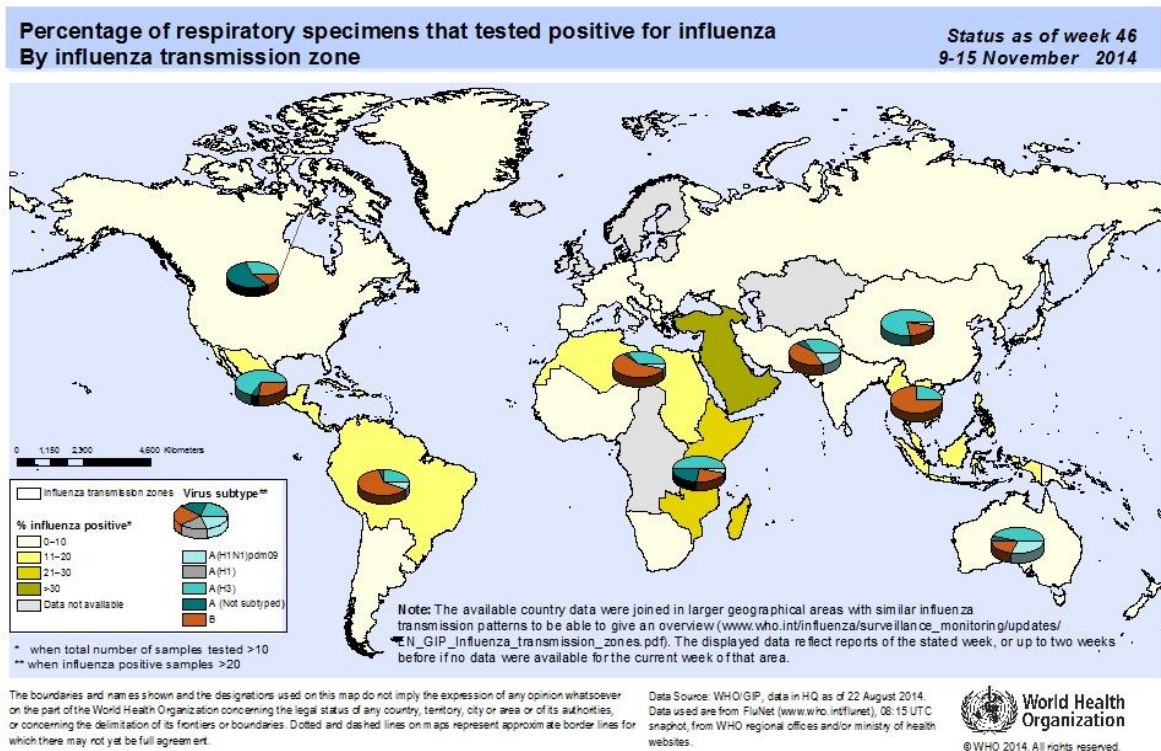 Percentage of respiratory specimens that tested positive for influenza
By influenza transmission zone
Status as of week 46
9-15 November 2014
0 1,150 2,300 4,600 Kilometers
Influenza transmission zones
% influenza positive*
0–10
11–20
21–30
>30
Data not available
Virus subtype**
A(H1N1)pdm09
A(H1)
A(H3)
A (Not subtyped)
B
* when total number of samples tested >10
** when influenza positive samples >20
Note: The available country data were joined in larger geographical areas with similar influenza
transmission patterns to be able to give an overview (www.who.int/influenza/surveillance_monitoring/updates/
EN_GIP_Influenza_transmission_zones.pdf). The displayed data reflect reports of the stated week, or up to two weeks
before if no data were available for the current week of that area.
The boundaries and names shown and the designations used on this map do not imply the expression of any opinion whatsoever
on the part of the World Health Organization concerning the legal status of any country, territory, city or area or of its authorities,
or concerning the delimitation of its frontiers or boundaries. Dotted and dashed lines on maps represent approximate border lines for
which there may not yet be full agreement.
Data Source: WHO/GIP, data in HQ as of 22 August 2014.
Data used are from FluNet (www.who.int/flunet), 08:15 UTC
snaphot, from WHO regional offices and/or ministry of health
websites.
World Health
Organization
© WHO 2014. All rights reserved.